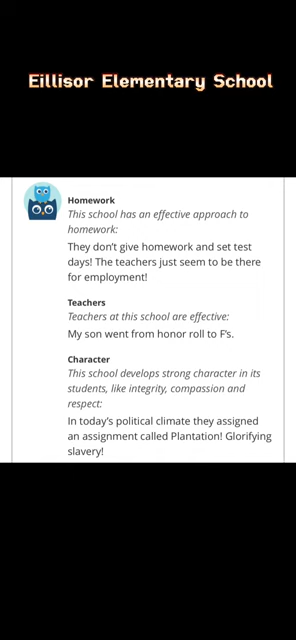 Eillisor Elementary School
Homework
This school has an effective approach to
homework:
They don't give homework and set test
days! The teachers just seem to be there
for employment!
Teachers
Teachers at this school are effective:
My son went from honor roll to F's.
Character
This school develops strong character in its
students, like integrity, compassion and
respect:
In today's political climate they assigned
an assignment called Plantation! Glorifying
slavery!